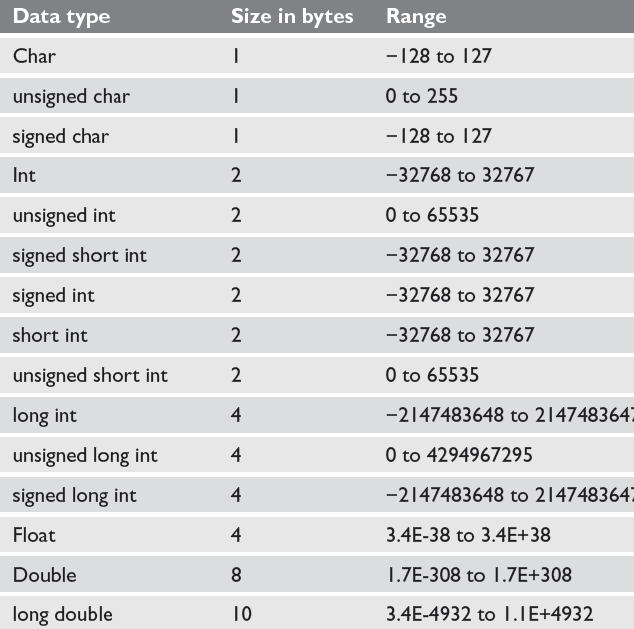 Data type Size in bytes Range
Char 1 −128 to 127
unsigned char 1 0 to 255
signed char 1 −128 to 127
Int 2 −32768 to 32767
unsigned int 2 0 to 65535
signed short int 2 −32768 to 32767
signed int 2 −32768 to 32767
short int 2 −32768 to 32767
unsigned short int 2 0 to 65535
long int 4 −2147483648 to 2147483647
unsigned long int 4 0 to 4294967295
signed long int 4 −2147483648 to 2147483647
Float 4 3.4E-38 to 3.4E+38
Double 8 1.7E-308 to 1.7E+308
long double 10 3.4E-4932 to 1.1E+4932